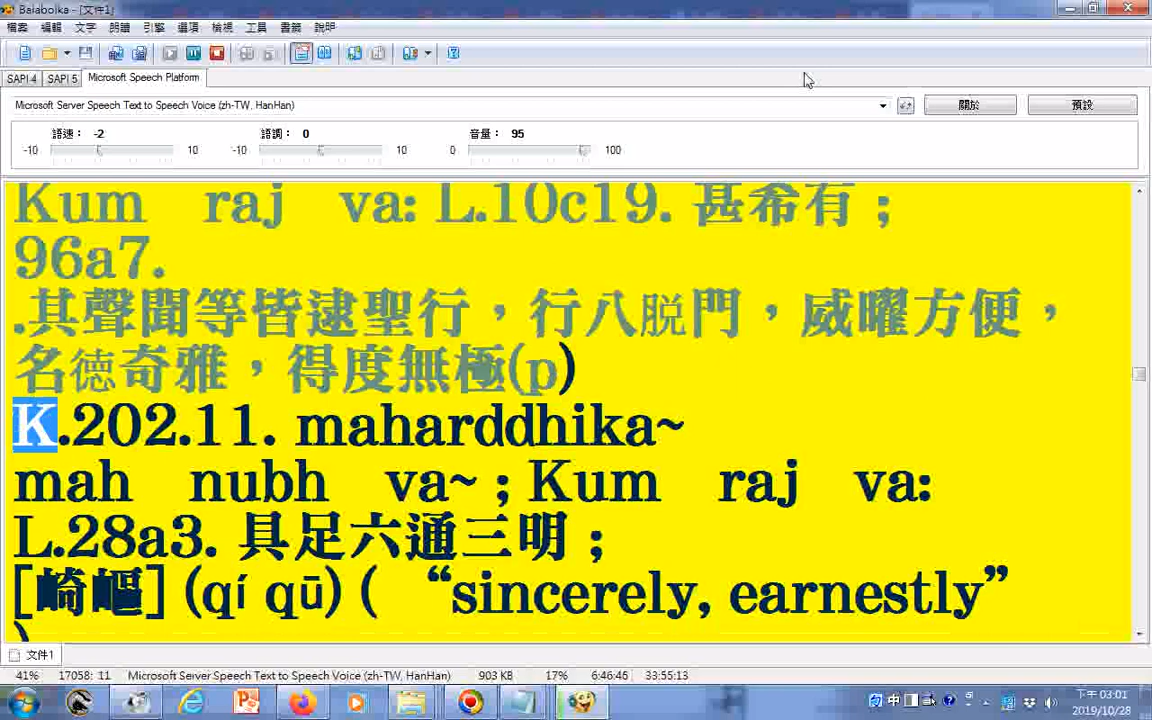 Balabolka - [文件1]
檔案 編輯 文字 朗讀 引擎 選項 檢視 工具 書籤 說明
SAPI 4 SAPI 5 Microsoft Speech Platform
Microsoft Server Speech Text to Speech Voice (zh-TW, HanHan) 關於 預設
語速： -2 語調： 0 音量： 95
-10 10 -10 10 0 100
Kum raj va: L.10c19. 甚希有；
96a7.
.其聲聞等皆逮聖行，行八脱門，威曜方便，
名德奇雅，得度無極(p)
K.202.11. maharddhika~
mah nubh va~ ; Kum raj va:
L.28a3. 具足六通三明；
[崎嶇] (qí qū) ( “sincerely, earnestly”
)
文件1
41% 17058: 11 Microsoft Server Speech Text to Speech Voice (zh-TW, HanHan) 903 KB 17% 6:46:46 33:55:13
中
下午 03:01
2019/10/28